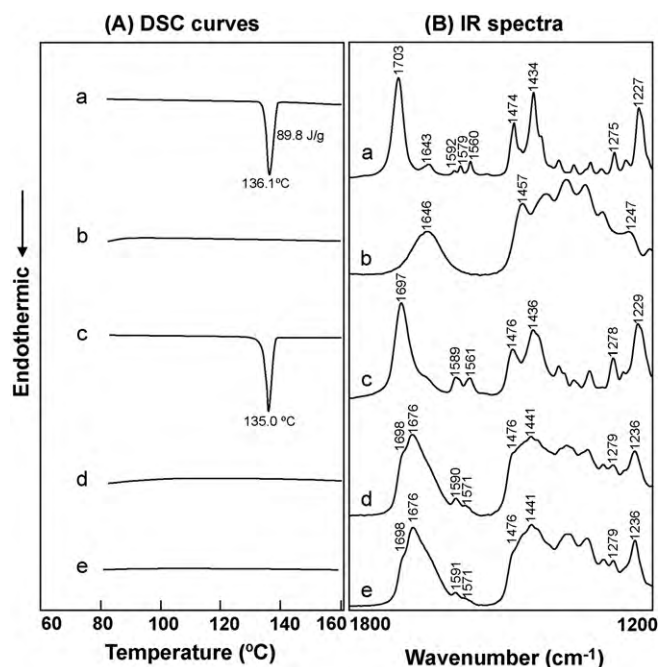 (A) DSC curves
(B) IR spectra
Endothermic
a
89.8 J/g
136.1ºC
b
c
135.0 ºC
d
e
60 80 100 120 140 160
Temperature (ºC)
1703
1643
1592
1579
1560
1474
1434
1275
1227
a
1646
1457
1247
b
1697
1589
1561
1476
1436
1278
1229
c
1698
1676
1590
1571
1476
1441
1279
1236
d
1698
1676
1591
1571
1476
1441
1279
1236
e
1800 1200
Wavenumber (cm-1)